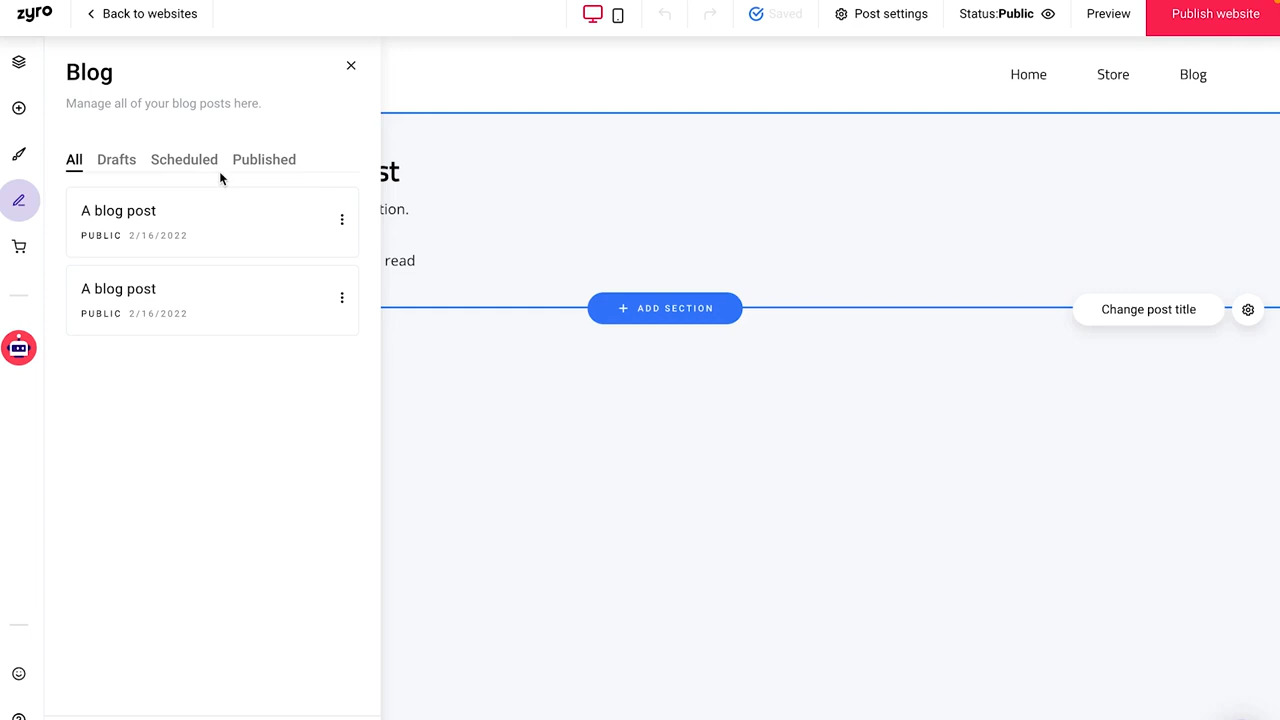 zyro
Back to websites
Saved
Post settings
Status:Public
Preview
Publish website
Blog
Manage all of your blog posts here.
All
Drafts
Scheduled
Published
A blog post
PUBLIC 2/16/2022
A blog post
PUBLIC 2/16/2022
Home
Store
Blog
st
tion.
read
+ ADD SECTION
Change post title